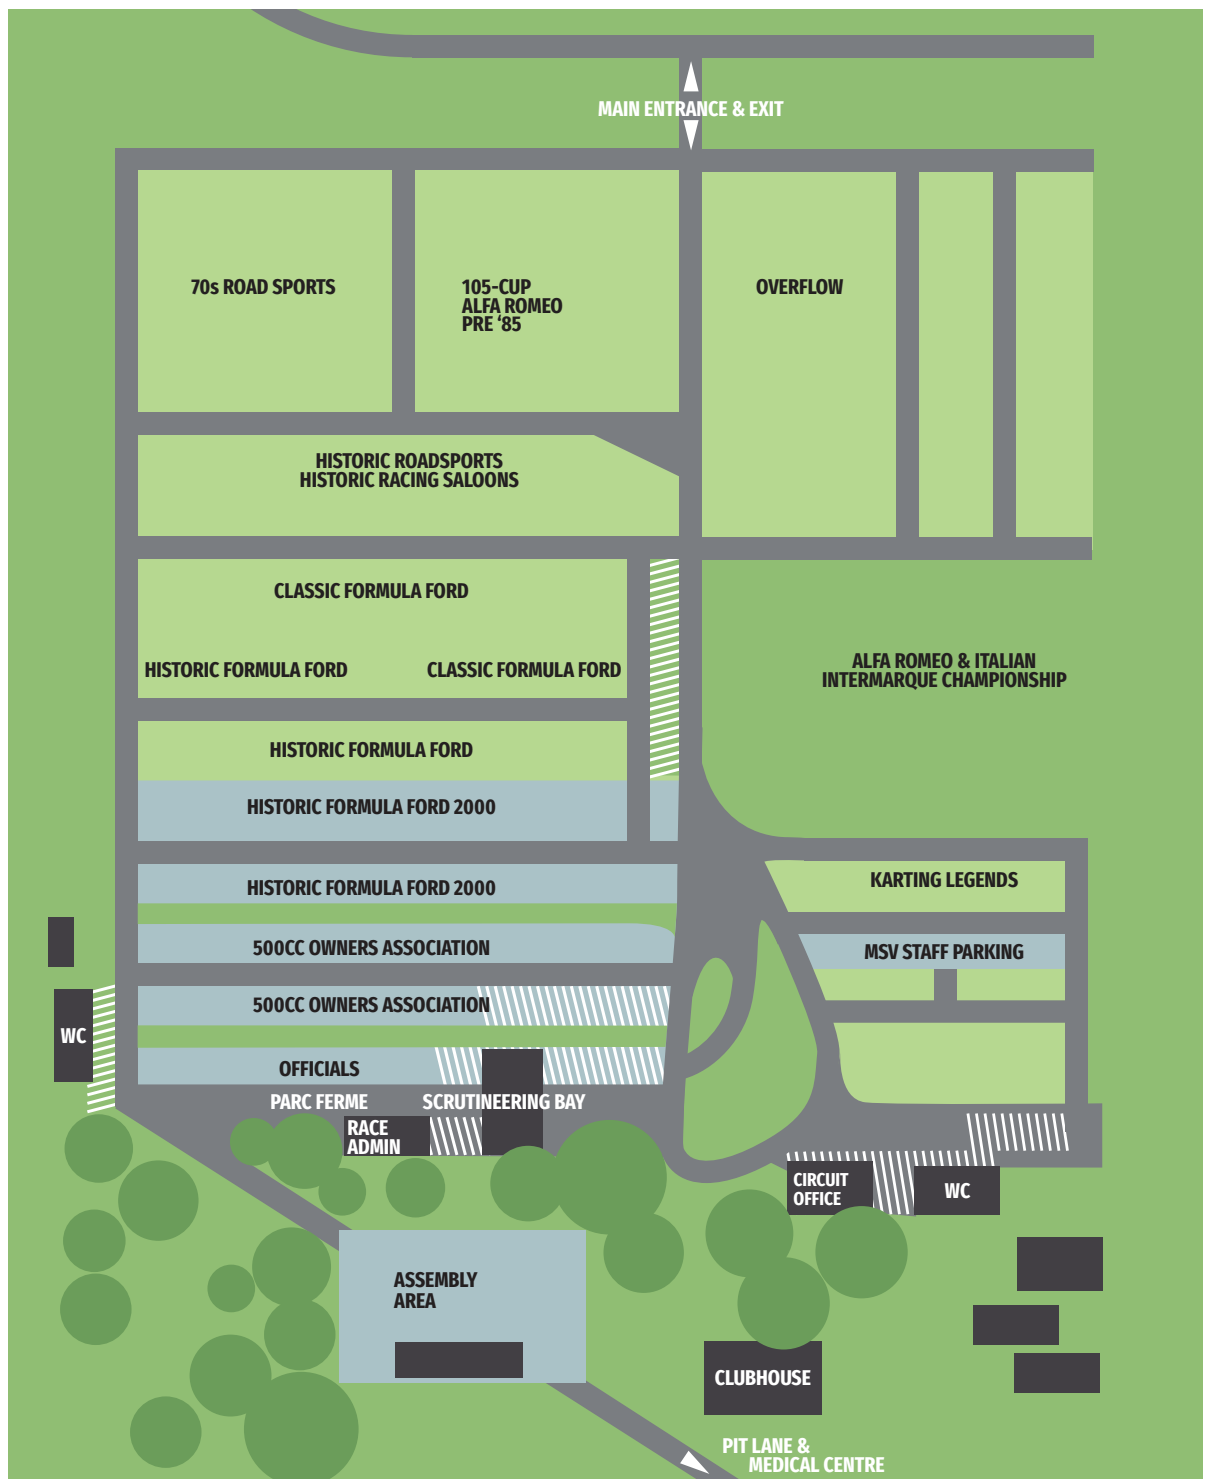 MAIN ENTRANCE & EXIT
70s ROAD SPORTS
105-CUP
ALFA ROMEO
PRE ‘85
OVERFLOW
HISTORIC ROADSPORTS
HISTORIC RACING SALOONS
CLASSIC FORMULA FORD
HISTORIC FORMULA FORD
CLASSIC FORMULA FORD
ALFA ROMEO & ITALIAN
INTERMARQUE CHAMPIONSHIP
HISTORIC FORMULA FORD
HISTORIC FORMULA FORD 2000
HISTORIC FORMULA FORD 2000
KARTING LEGENDS
500CC OWNERS ASSOCIATION
MSV STAFF PARKING
500CC OWNERS ASSOCIATION
WC
OFFICIALS
PARC FERME
SCRUTINEERING BAY
RACE
ADMIN
CIRCUIT
OFFICE
WC
ASSEMBLY
AREA
CLUBHOUSE
PIT LANE &
MEDICAL CENTRE